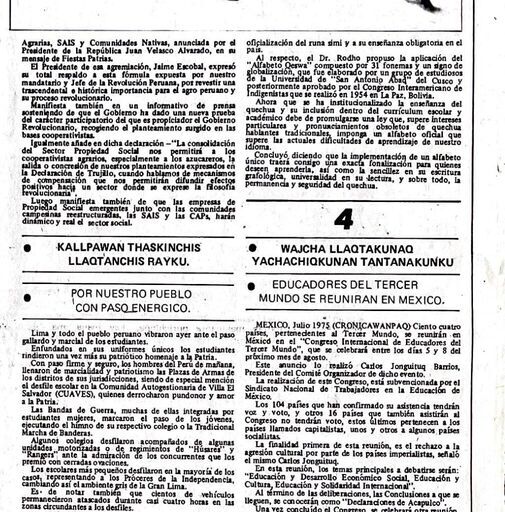 Agrarias, SAIS y Comunidades Nativas, anunciada por el
Presidente de la República Juan Velasco Alvarado, en su
mensaje de Fiestas Patrias.
El Presidente de esa agremiación, Jaime Escobal, expresó
su total respaldo a esta fórmula expuesta por nuestro
mandatario y Jefe de la Revolución Peruana, por revestir una
trascendental e histórica importancia para el agro peruano y
su proceso revolucionario.
Manifiesta también en un informativo de prensa
sosteniendo de que el Gobierno ha dado una nueva prueba
del carácter participatorio del que es propiciador el Gobierno
Revolucionario, recogiendo el planteamiento surgido en las
bases cooperativistas.
Igualmente añade en dicha declaración —"La consolidación
del Sector Propiedad Social nos permitirá a los
cooperativistas agrarios, especialmente a los azucareros, la
salida o concresión de nuestros planteamientos expresados en
la Declaración de Trujillo, cuando hablamos de mecanismos
de compensación que nos permitirán difundir efectos
positivos hacia un sector donde se exprese la filosofía
revolucionaria".
Luego manifiesta también de que las empresas de
Propiedad Social emergentes junto con las comunidades
campesinas reestructuradas, las SAIS y las CAPs, harán
dinámico y real el sector social.
KALLPAWAN THASKINCHIS
LLAQTANCHIS RAYKU.
POR NUESTRO PUEBLO
CON PASO ENERGICO.
Lima y todo el pueblo peruano vibraron ayer ante el paso
gallardo y marcial de los estudiantes.
Enfundados en sus uniformes únicos los estudiantes
rindieron una vez más su patriótico homenaje a la Patria.
Con paso firme y seguro, los hombres del Perú de mañana,
llenaron de marcialidad y patriotismo las Plazas de Armas de
los distritos de sus jurisdicciones, siendo de especial mención
el desfile escolar en la Comunidad Autogestionaria de Villa El
Salvador (CUAVES), quienes derrocharon pundonor y amor
a la Patria.
Las Bandas de Guerra, muchas de ellas integradas por
estudiantes mujeres, marcaron el paso de los jóvenes,
ejecutando el himno de su respectivo colegio o la Tradicional
Marcha de Banderas.
Algunos colegios desfilaron acompañados de algunas
unidades motorizadas o de regimientos de "Húsares" y
"Rangers" ante la admiración de los concurrentes que los
premió con cerradas ovaciones.
Los escolares más pequeños desfilaron en la mayoría de los
casos, representando a los Próceres de la Independencia,
cambiando así el ambiente gris de la Gran Lima.
Es de notar también que cientos de vehículos
permanecieron atascados durante casi cuatro horas en las
zonas circundantes a los desfiles.
oficialización del runa simi y a su enseñanza obligatoria en el
país.
Al respecto, el Dr. Rodho propuso la aplicación del
"Alfabeto Qeswa" compuesto por 31 fonemas y un signo de
globalización, que fue elaborado por un grupo de estudiosos
de la Universidad de "San Antonio Abad" del Cusco y
posteriormente aprobado por el Congreso Interamericano de
Indigenistas que se realizó en 1954 en La Paz, Bolivia.
Ahora que se ha institucionalizado la enseñanza del
quechua y su inclusión dentro del curriculum escolar y
académico debe de promulgarse una ley que, supere intereses
particulares y pronunciamientos obsoletos de quechua
hablantes tradicionales, imponga un alfabeto oficial que
supere las actuales dificultades de aprendizaje de nuestro
idioma.
Concluyó, diciendo que la implementación de un alfabeto
único traerá consigo una exacta fonalización para quienes
deseen aprenderla, así como la sencillez en su escritura
grafológica, universalidad en su lectura, y sobre todo, la
permanencia y seguridad del quechua.
4
WAJCHA LLAQTAKUNAQ
YACHACHIQKUNAN TANTANAKUNKU
EDUCADORES DEL TERCER
MUNDO SE REUNIRAN EN MEXICO.
MEXICO, Julio 1975 (CRONICAWANPAQ) Ciento cuatro
países, pertenecientes al Tercer Mundo, se reunirán en
México en el "Congreso Internacional de Educadores del
Tercer Mundo", que se celebrará entre los días 5 y 8 del
próximo mes de agosto.
Este anuncio lo realizó Carlos Jonguituq Barrios,
Presidente del Comité Organizador de dicho evento.
La realización de este Congreso, está subvencionada por el
Sindicato Nacional de Trabajadores en la Educación de
México.
Los 104 países que han confirmado su asistencia tendrán
voz y voto, y otros 16 países que también asistirán al
Congreso no tendrán voto, estos últimos pertenecen a los
países llamados capitalistas, unos y otros a algunos países
socialistas.
La finalidad primera de esta reunión, es el rechazo a la
agresión cultural por parte de los países imperialistas, señaló
el mismo Carlos Jonguituq.
En esta reunión, los temas principales a debatirse serán:
"Educación y Desarrollo Económico Social, Educación y
Cultura, Educación y Solidaridad Internacional".
Al término de las deliberaciones, las Conclusiones a que se
lleguen, se conocerán como "Declaraciones de Acapulco".
Una vez concluido el Congreso, se celebrará otra reunión